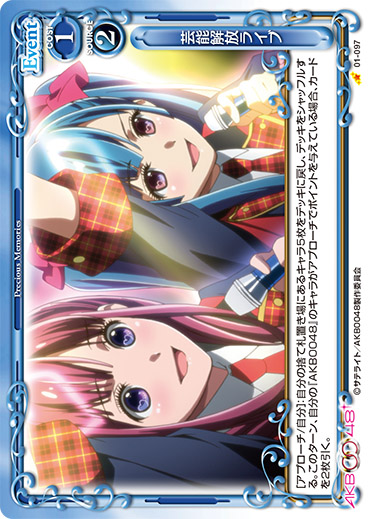 Event
COST
1
SOURCE
2
芸能解放ライブ
01-097
Precious Memories
[アプローチ/自分]:自分の捨て札置き場にあるキャラ5枚をデッキに戻し、デッキをシャッフルす
る。このターン、自分の「AKB0048」のキャラがアプローチでポイントを与えている場合、カード
を2枚引く。
©サテライト/AKB0048製作委員会
AKB0048